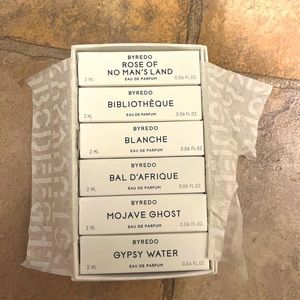 BYREDO
ROSE OF
NO MAN'S LAND
EAU DE PARFUM
2 ML 0.06 FL.OZ.
BYREDO
BIBLIOTHÈQUE
EAU DE PARFUM
2 ML 0.06 FL.OZ.
BYREDO
BLANCHE
EAU DE PARFUM
2 ML 0.06 FL.OZ.
BYREDO
BAL D'AFRIQUE
EAU DE PARFUM
2 ML 0.06 FL.OZ.
BYREDO
MOJAVE GHOST
EAU DE PARFUM
2 ML 0.06 FL.OZ.
BYREDO
GYPSY WATER
EAU DE PARFUM
2 ML 0.06 FL.OZ.